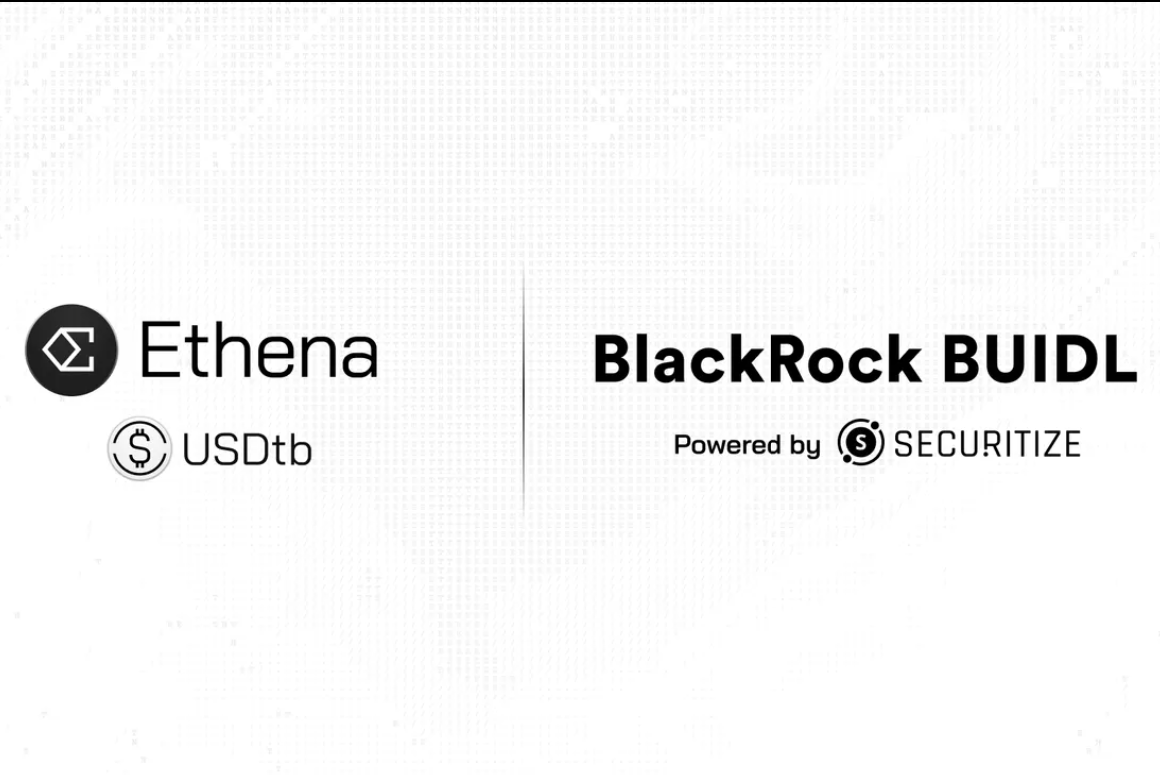 Ethena
USDtb
BlackRock BUIDL
Powered by SECURITIZE